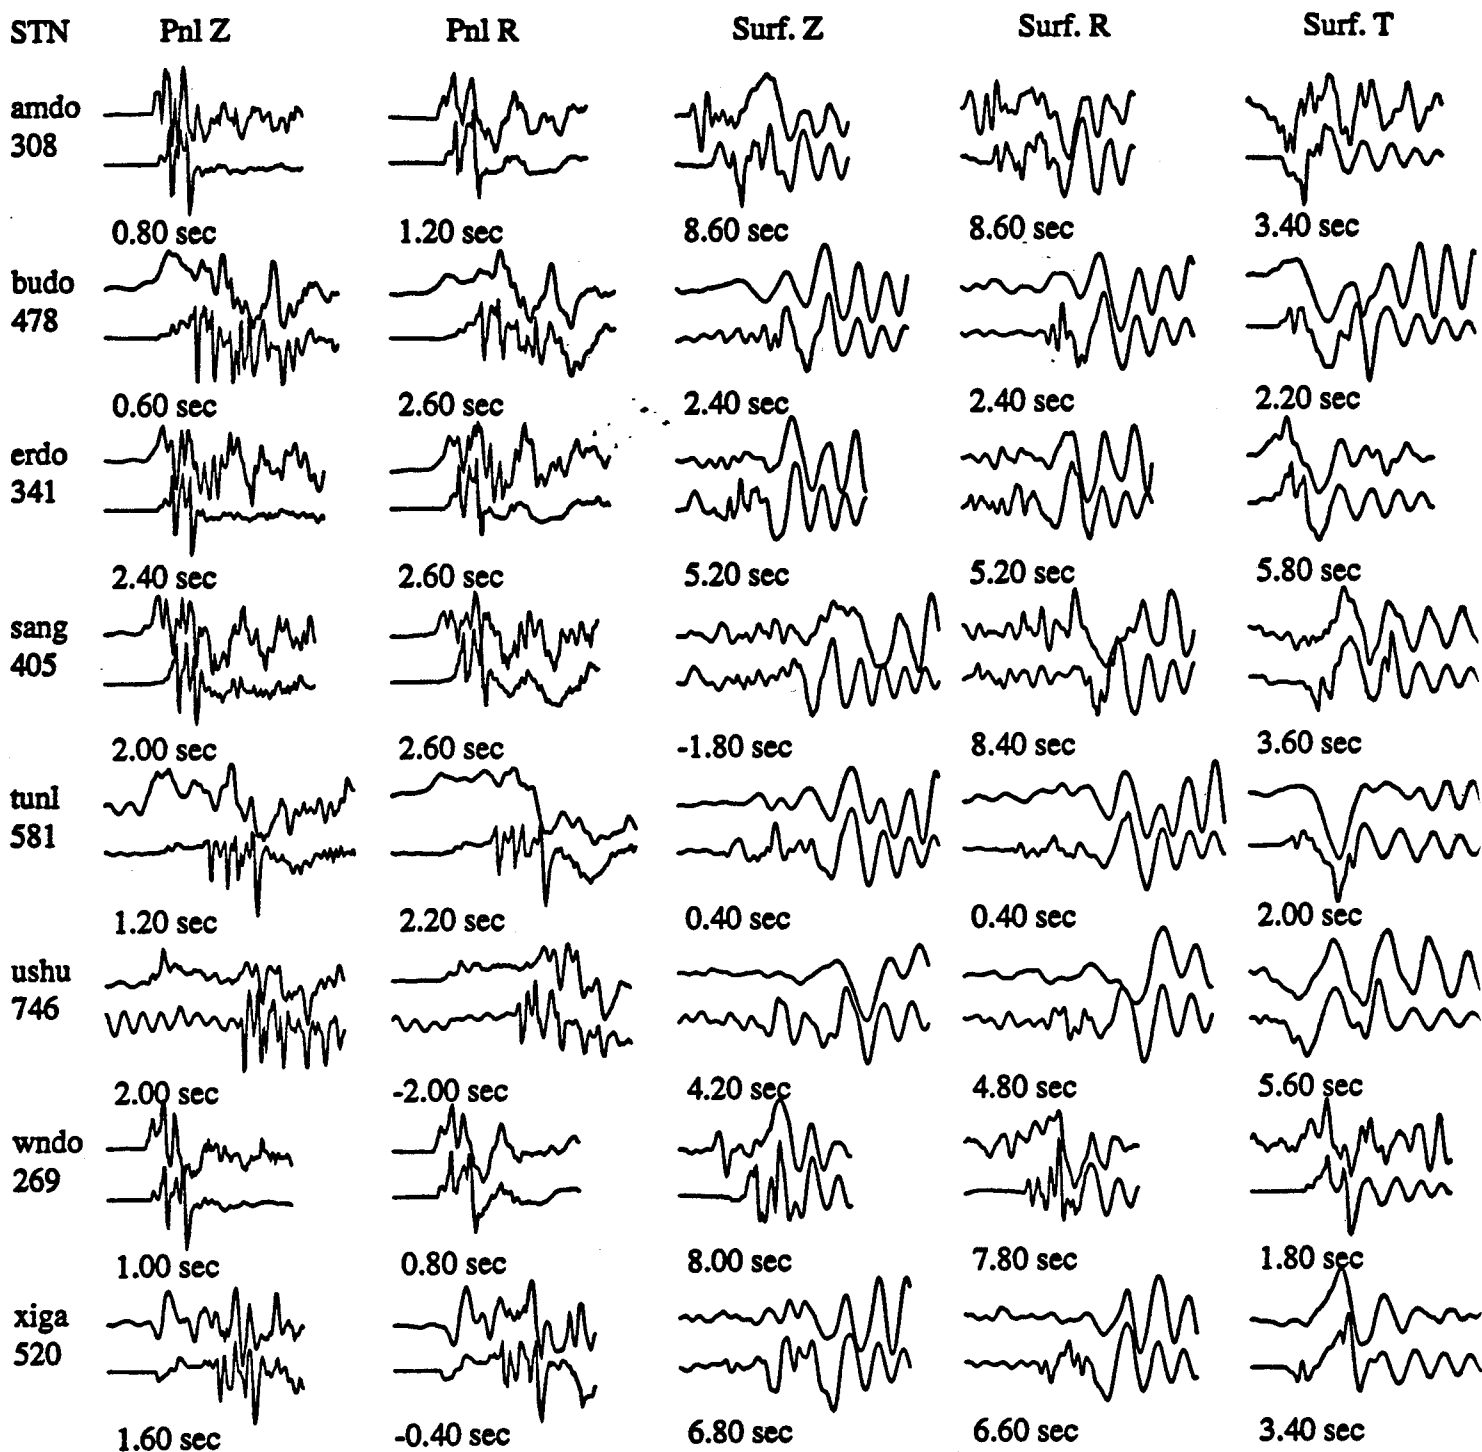 STN Pnl Z Pnl R Surf. Z Surf. R Surf. T
amdo
308
0.80 sec 1.20 sec 8.60 sec 8.60 sec 3.40 sec
budo
478
0.60 sec 2.60 sec 2.40 sec 2.40 sec 2.20 sec
erdo
341
2.40 sec 2.60 sec 5.20 sec 5.20 sec 5.80 sec
sang
405
2.00 sec 2.60 sec -1.80 sec 8.40 sec 3.60 sec
tunl
581
1.20 sec 2.20 sec 0.40 sec 0.40 sec 2.00 sec
ushu
746
2.00 sec -2.00 sec 4.20 sec 4.80 sec 5.60 sec
wndo
269
1.00 sec 0.80 sec 8.00 sec 7.80 sec 1.80 sec
xiga
520
1.60 sec -0.40 sec 6.80 sec 6.60 sec 3.40 sec